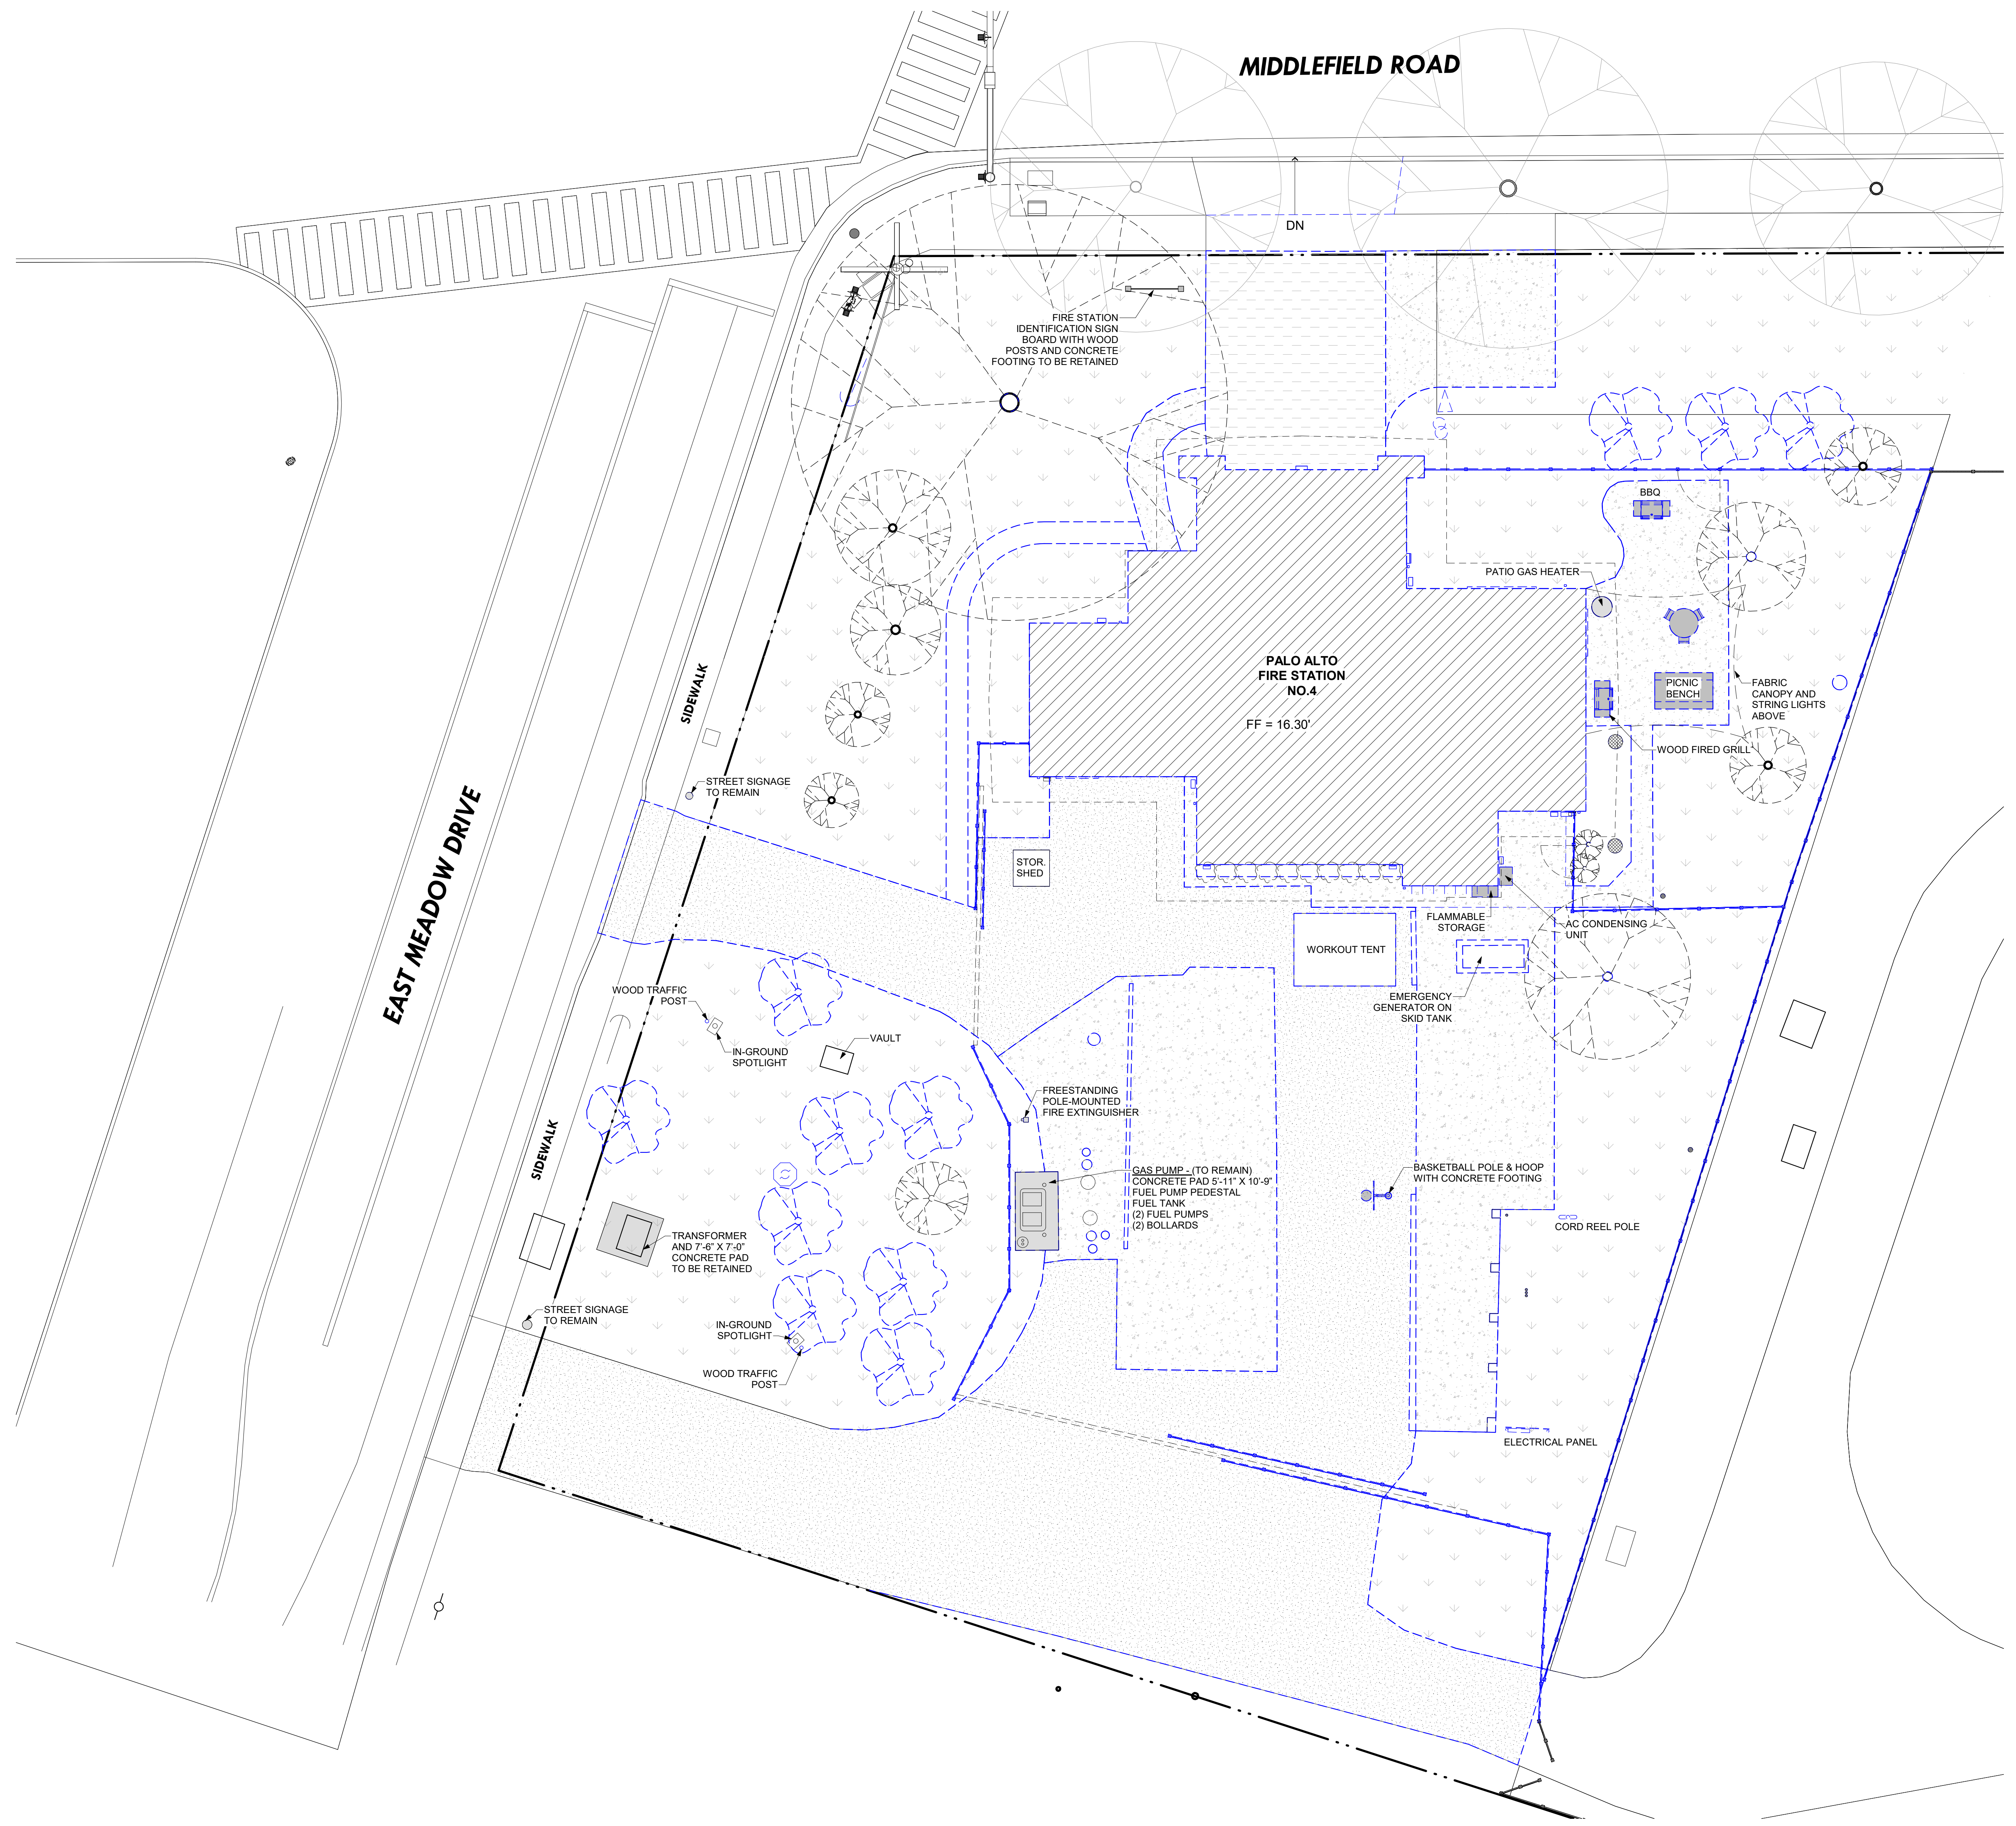 MIDDLEFIELD ROAD
DN
FIRE STATION
IDENTIFICATION SIGN
BOARD WITH WOOD
POSTS AND CONCRETE
FOOTING TO BE RETAINED
BBQ
PATIO GAS HEATER
PALO ALTO
FIRE STATION
NO.4
FF = 16.30'
PICNIC
BENCH
FABRIC
CANOPY AND
STRING LIGHTS
ABOVE
WOOD FIRED GRILL
SIDEWALK
STREET SIGNAGE
TO REMAIN
EAST MEADOW DRIVE
STOR.
SHED
FLAMMABLE
STORAGE
AC CONDENSING
UNIT
WORKOUT TENT
EMERGENCY
GENERATOR ON
SKID TANK
WOOD TRAFFIC
POST
IN-GROUND
SPOTLIGHT
VAULT
FREESTANDING
POLE-MOUNTED
FIRE EXTINGUISHER
SIDEWALK
GAS PUMP - (TO REMAIN)
CONCRETE PAD 5'-11" X 10'-9"
FUEL PUMP PEDESTAL
FUEL TANK
(2) FUEL PUMPS
(2) BOLLARDS
BASKETBALL POLE & HOOP
WITH CONCRETE FOOTING
CORD REEL POLE
TRANSFORMER
AND 7'-6" X 7'-0"
CONCRETE PAD
TO BE RETAINED
STREET SIGNAGE
TO REMAIN
IN-GROUND
SPOTLIGHT
WOOD TRAFFIC
POST
ELECTRICAL PANEL